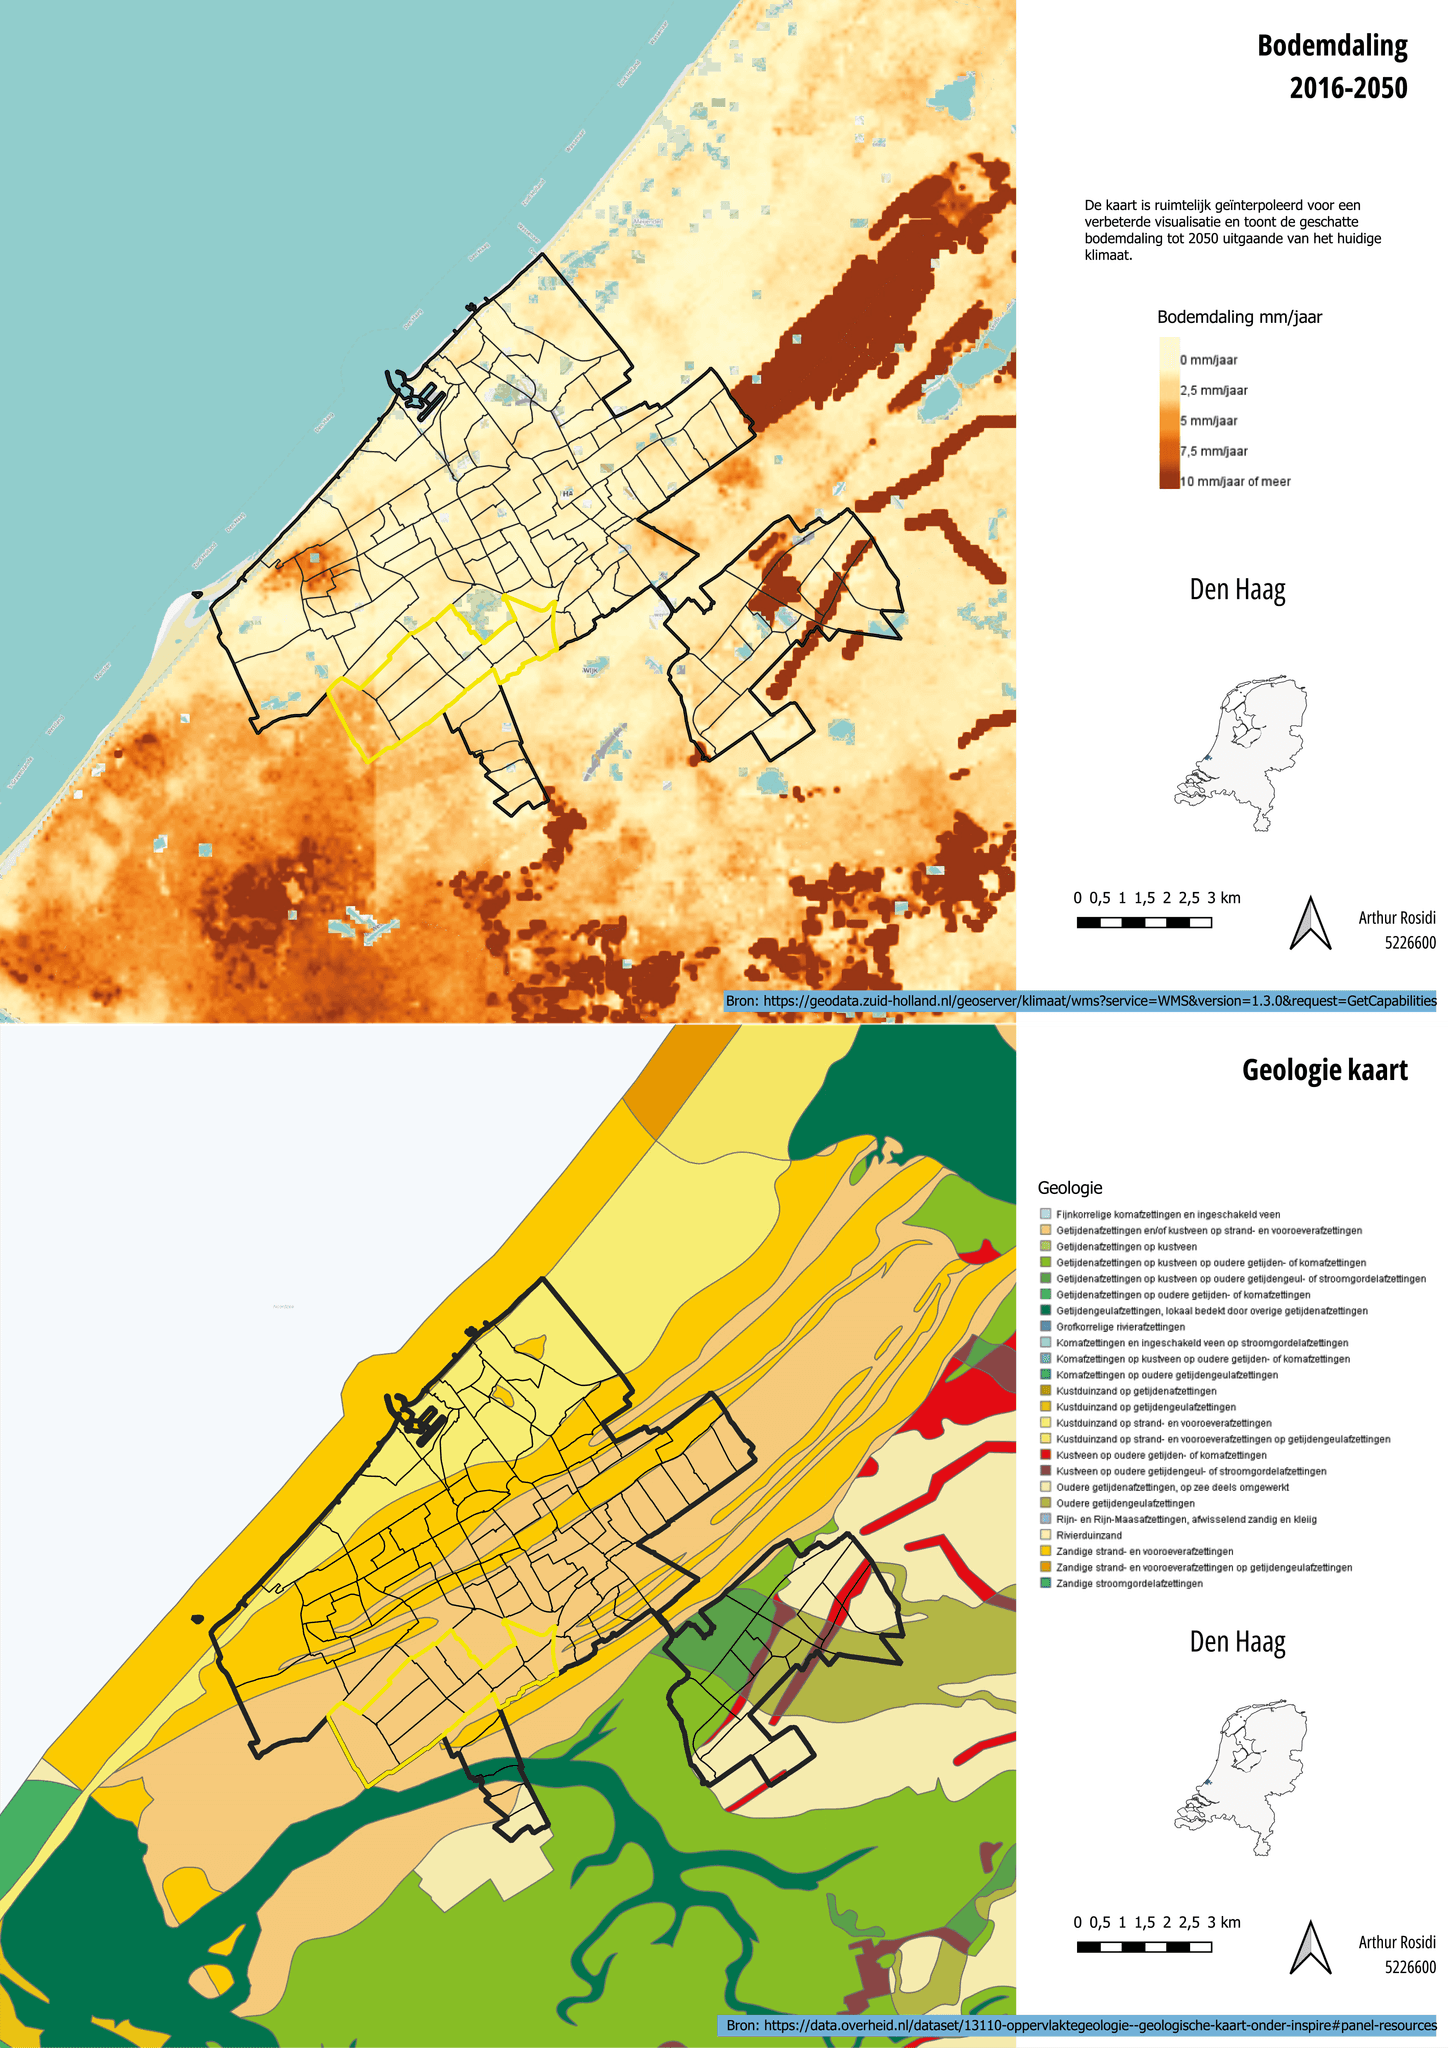 Bodemdaling
2016-2050
De kaart is ruimtelijk geïnterpoleerd voor een
verbeterde visualisatie en toont de geschatte
bodemdaling tot 2050 uitgaande van het huidige
klimaat.
Bodemdaling mm/jaar
0 mm/jaar
2,5 mm/jaar
5 mm/jaar
7,5 mm/jaar
10 mm/jaar of meer
Den Haag
0 0,5 1 1,5 2 2,5 3 km
Arthur Rosidi
5226600
Bron: https://geodata.zuid-holland.nl/geoserver/klimaat/wms?service=WMS&version=1.3.0&request=GetCapabilities
Geologie kaart
Geologie
Fijnkorrelige komafzettingen en ingeschakeld veen
Getijdenafzettingen en/of kustveen op strand- en vooroeverafzettingen
Getijdenafzettingen op kustveen
Getijdenafzettingen op kustveen op oudere getijden- of komafzettingen
Getijdenafzettingen op kustveen op oudere getijdengeul- of stroomgordelafzettingen
Getijdenafzettingen op oudere getijden- of komafzettingen
Getijdengeulafzettingen, lokaal bedekt door overige getijdenafzettingen
Grofkorrelige rivierafzettingen
Komafzettingen en ingeschakeld veen op stroomgordelafzettingen
Komafzettingen op kustveen op oudere getijden- of komafzettingen
Komafzettingen op oudere getijdengeulafzettingen
Kustduinzand op getijdenafzettingen
Kustduinzand op getijdengeulafzettingen
Kustduinzand op strand- en vooroeverafzettingen
Kustduinzand op strand- en vooroeverafzettingen op getijdengeulafzettingen
Kustveen op oudere getijden- of komafzettingen
Kustveen op oudere getijdengeul- of stroomgordelafzettingen
Oudere getijdenafzettingen, op zee deels omgewerkt
Oudere getijdengeulafzettingen
Rijn- en Rijn-Maasafzettingen, afwisselend zandig en kleiig
Rivierduinzand
Zandige strand- en vooroeverafzettingen
Zandige strand- en vooroeverafzettingen op getijdengeulafzettingen
Zandige stroomgordelafzettingen
Den Haag
0 0,5 1 1,5 2 2,5 3 km
Arthur Rosidi
5226600
Bron: https://data.overheid.nl/dataset/13110-oppervlaktegeologie--geologische-kaart-onder-inspire#panel-resources